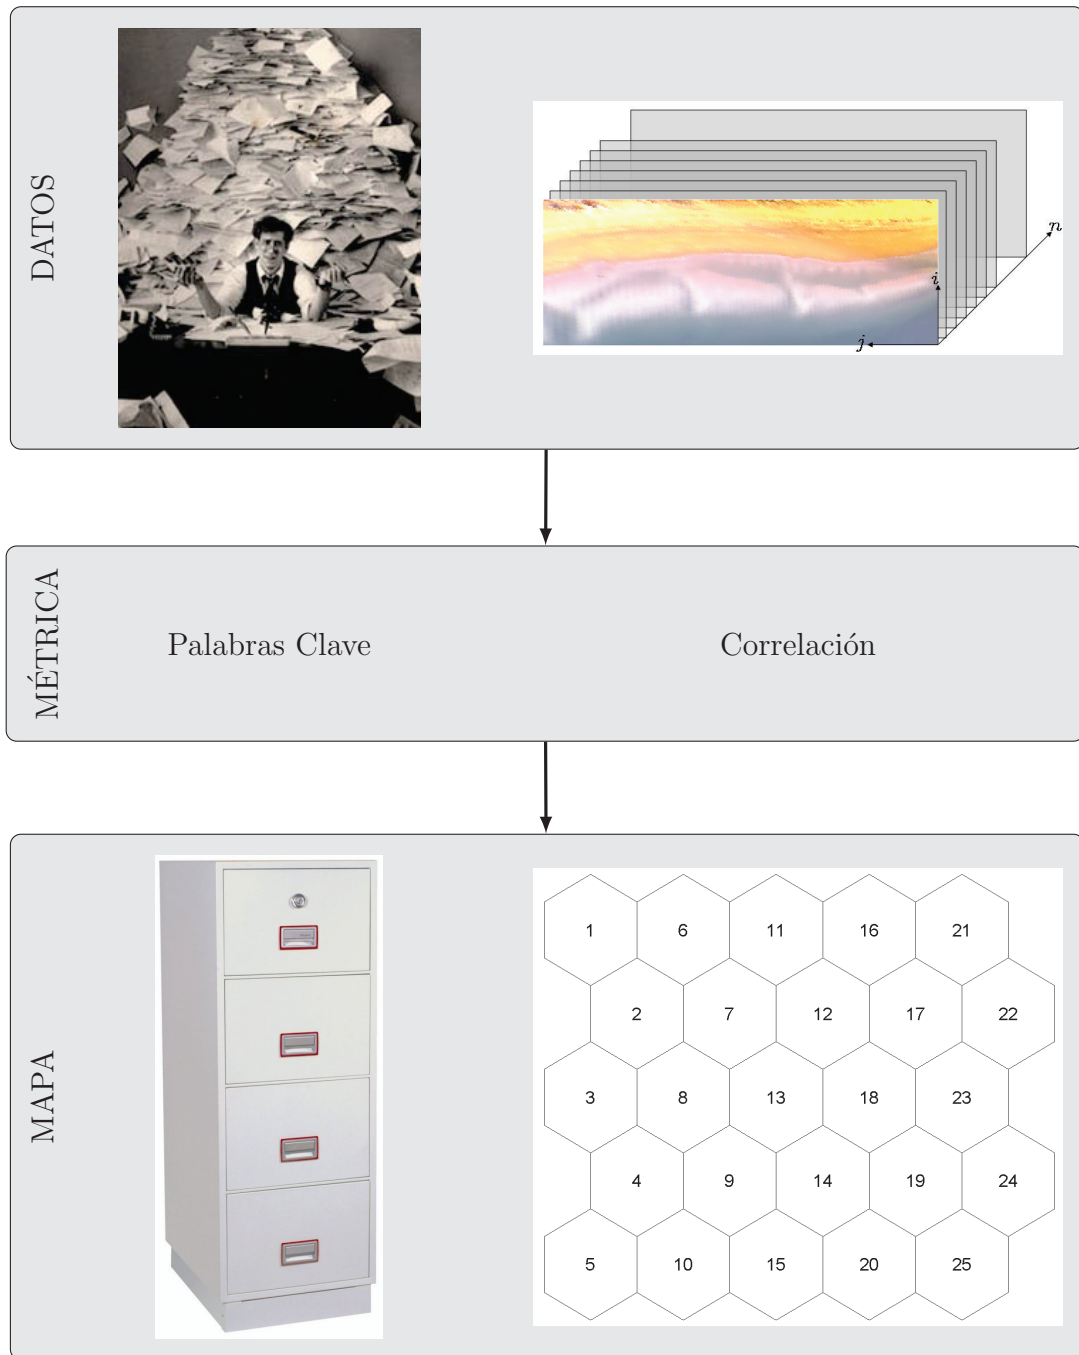 DATOS
n
i
j
MÉTRICA
Palabras Clave
Correlación
MAPA
1 6 11 16 21
2 7 12 17 22
3 8 13 18 23
4 9 14 19 24
5 10 15 20 25